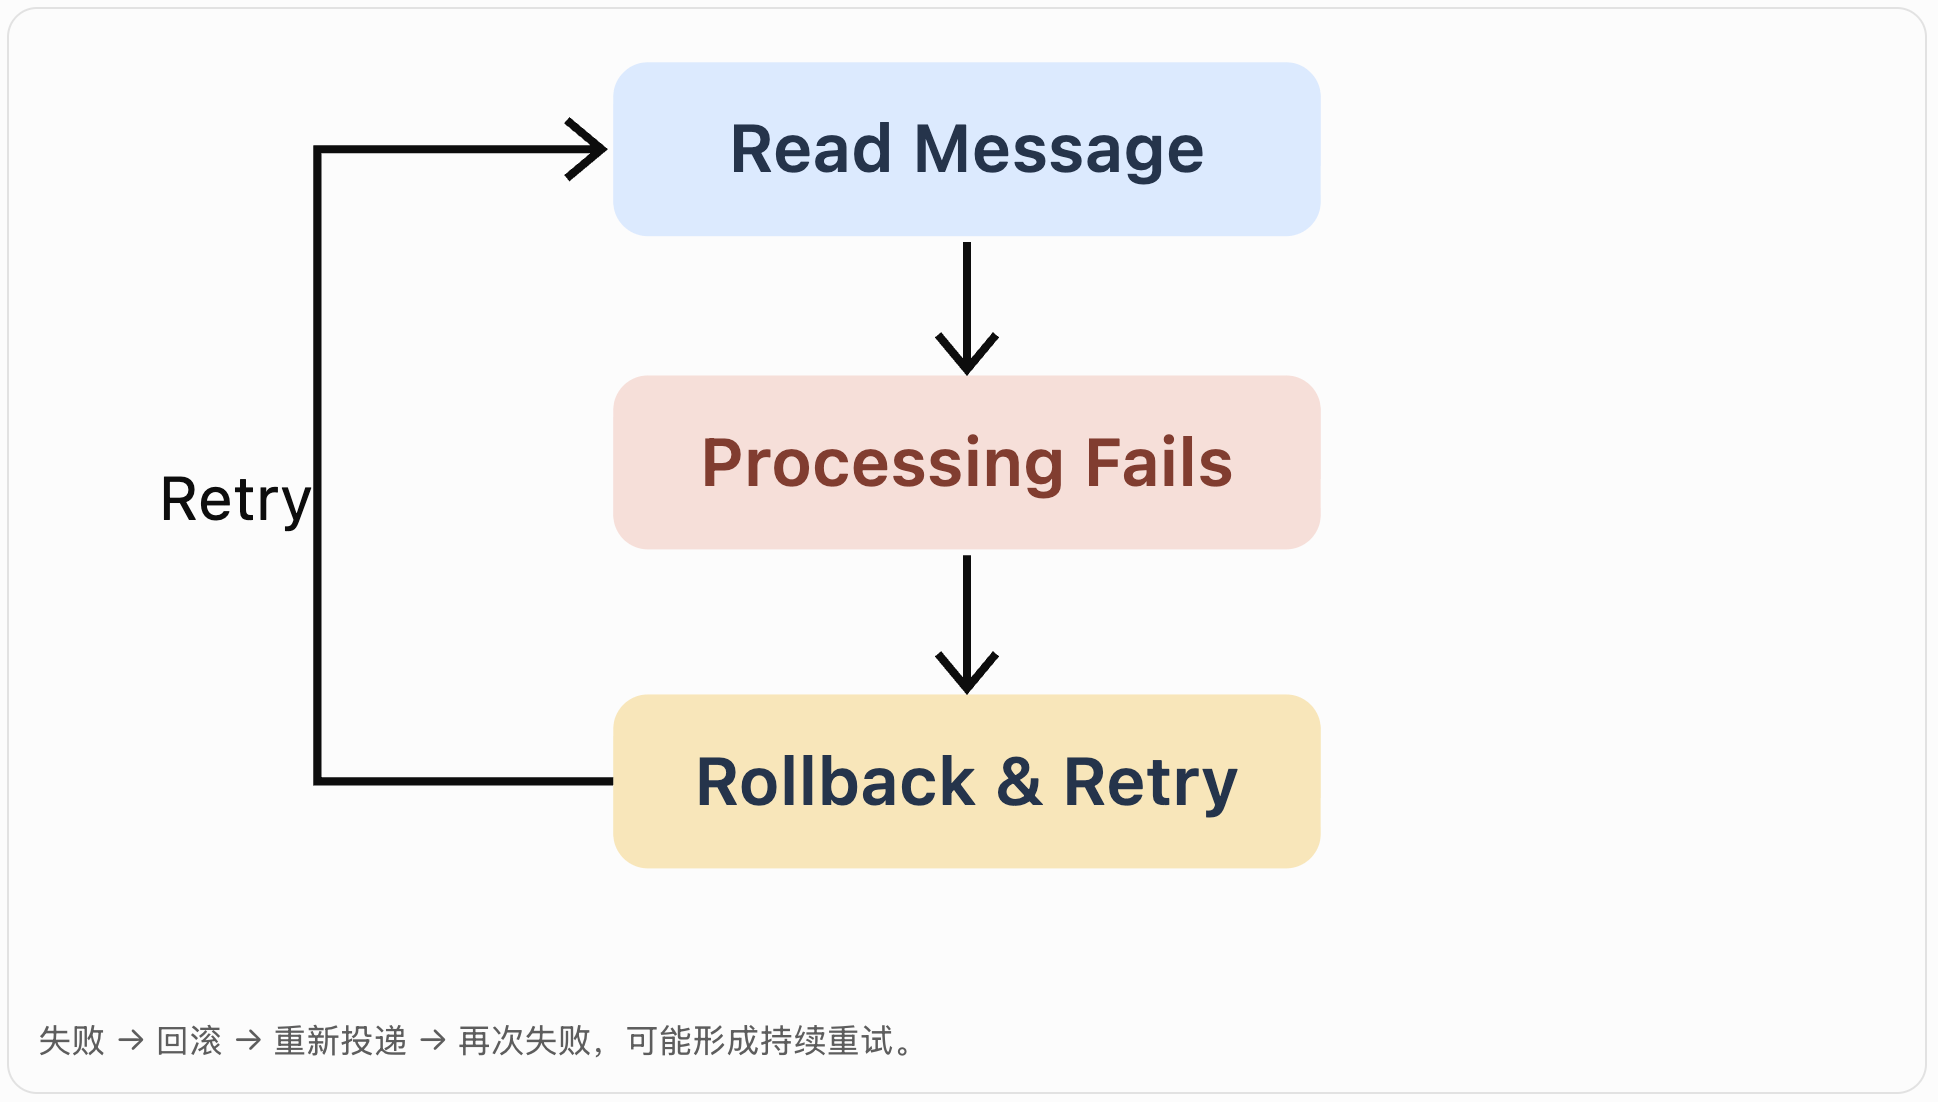 Read Message
Processing Fails
Retry
Rollback & Retry
失败 → 回滚 → 重新投递 → 再次失败，可能形成持续重试。